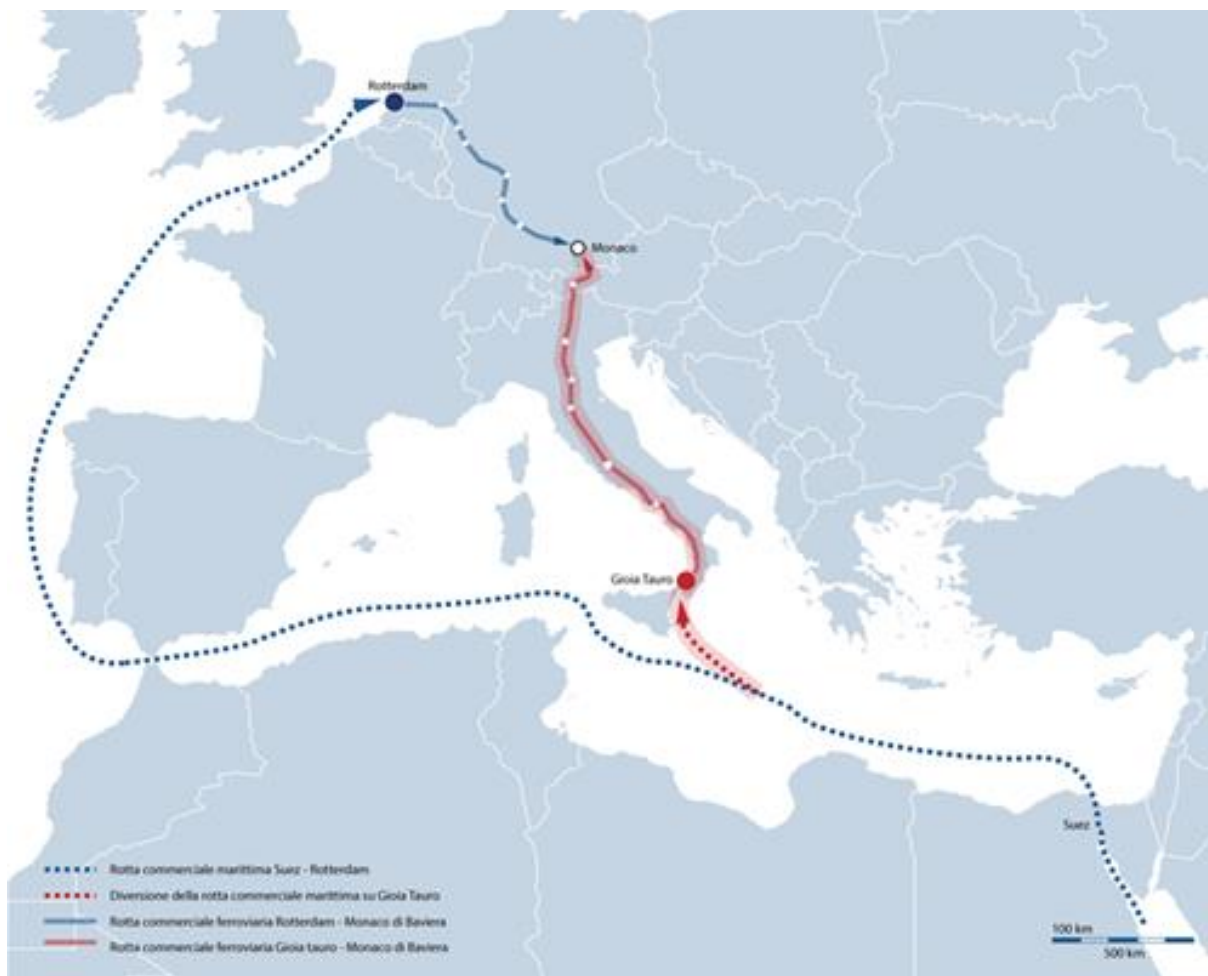 Rotterdam
Monaco
Gioia Tauro
Suez
Rotta commerciale marittima Suez - Rotterdam
Diversione della rotta commerciale marittima su Gioia Tauro
Rotta commerciale ferroviaria Rotterdam - Monaco di Baviera
Rotta commerciale ferroviaria Gioia tauro - Monaco di Baviera
100 km
500 km